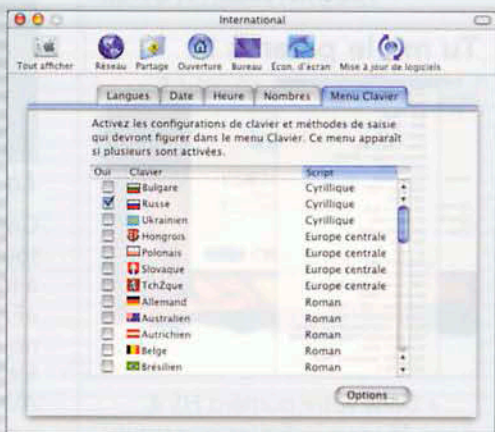 International
Tout afficher Réseau Partage Ouverture Bureau Écon. d'écran Mise à jour de logiciels
Langues Date Heure Nombres Menu Clavier
Activez les configurations de clavier et méthodes de saisie
qui devront figurer dans le menu Clavier. Ce menu apparaît
si plusieurs sont activées.
Oui Clavier Script
Bulgare Cyrillique
Russe Cyrillique
Ukrainien Cyrillique
Hongrois Europe centrale
Polonais Europe centrale
Slovaque Europe centrale
TchZque Europe centrale
Allemand Roman
Australien Roman
Autrichien Roman
Belge Roman
Brésilien Roman
Options...